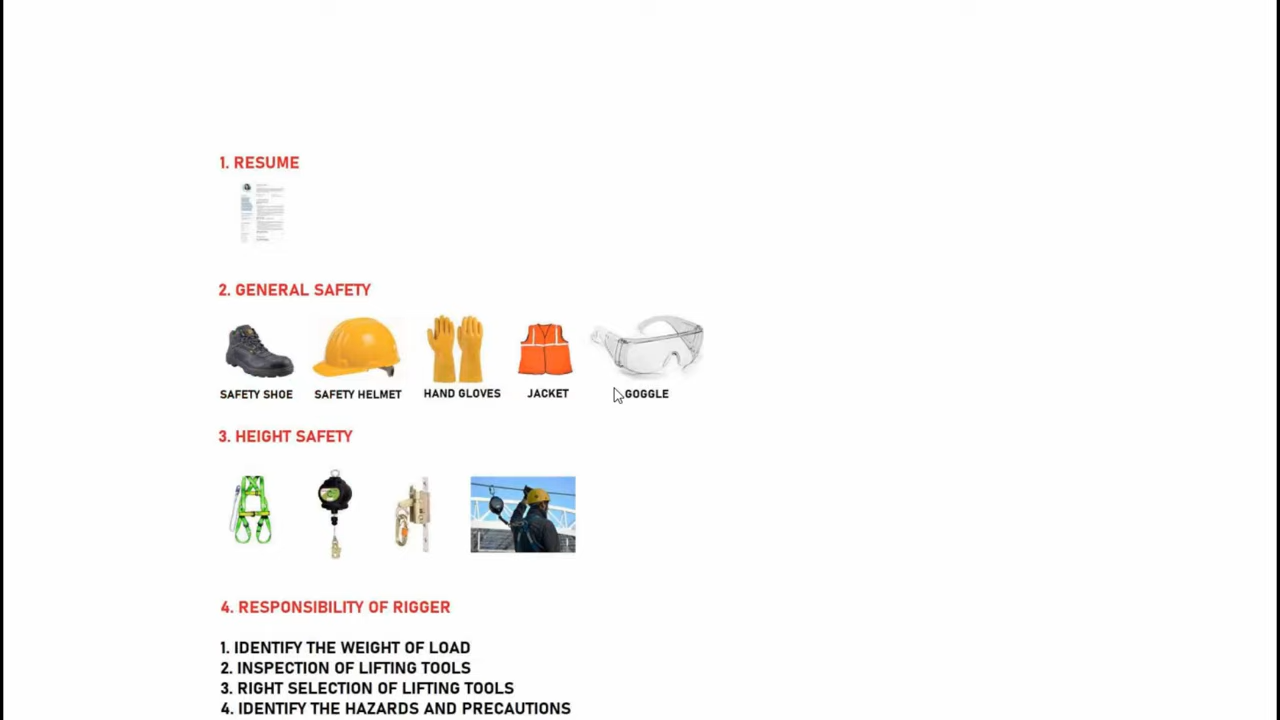 1. RESUME
2. GENERAL SAFETY
SAFETY SHOE SAFETY HELMET HAND GLOVES JACKET GOGGLE
3. HEIGHT SAFETY
4. RESPONSIBILITY OF RIGGER
1. IDENTIFY THE WEIGHT OF LOAD
2. INSPECTION OF LIFTING TOOLS
3. RIGHT SELECTION OF LIFTING TOOLS
4. IDENTIFY THE HAZARDS AND PRECAUTIONS